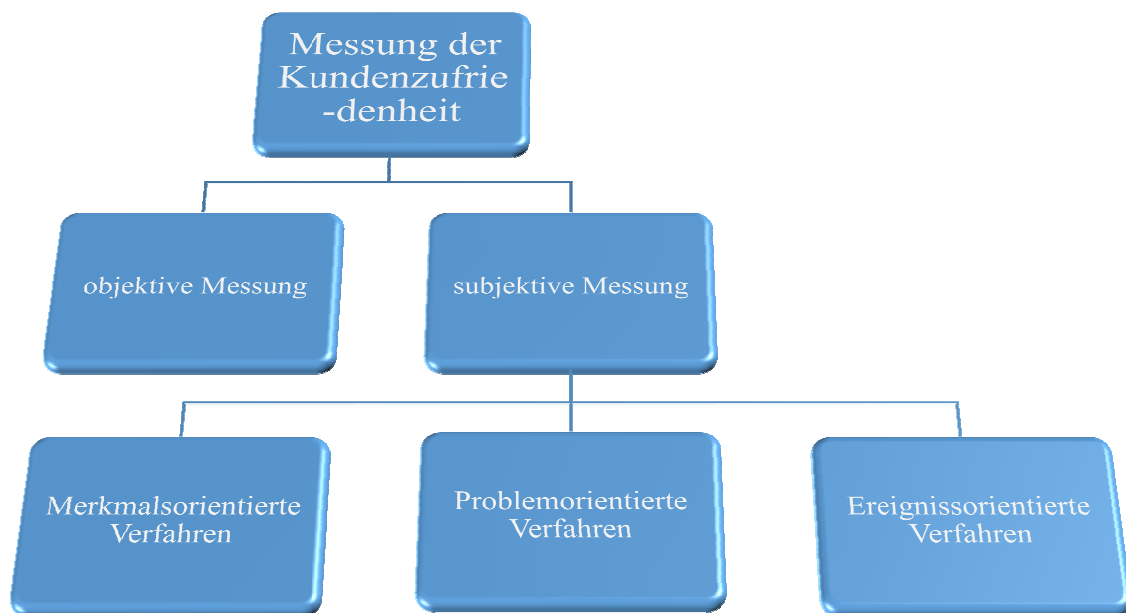 Messung der
Kundenzufrie
-denheit
objektive Messung
subjektive Messung
Merkmalsorientierte
Verfahren
Problemorientierte
Verfahren
Ereignissorientierte
Verfahren